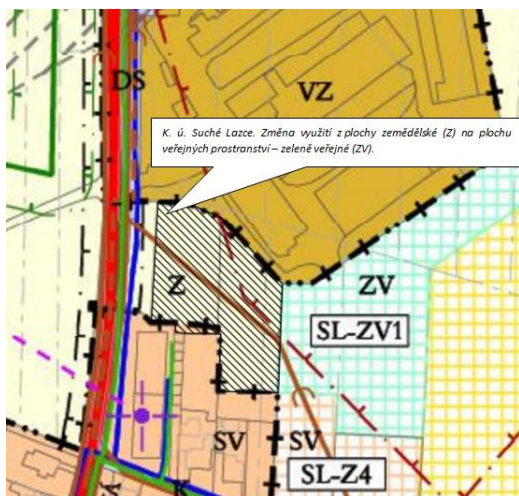 DS
VZ
K. ú. Suché Lazce. Změna využití z plochy zemědělské (Z) na plochu
veřejných prostranství – zeleně veřejné (ZV).
Z
ZV
SL-ZV1
SV
SV
SL-Z4
K